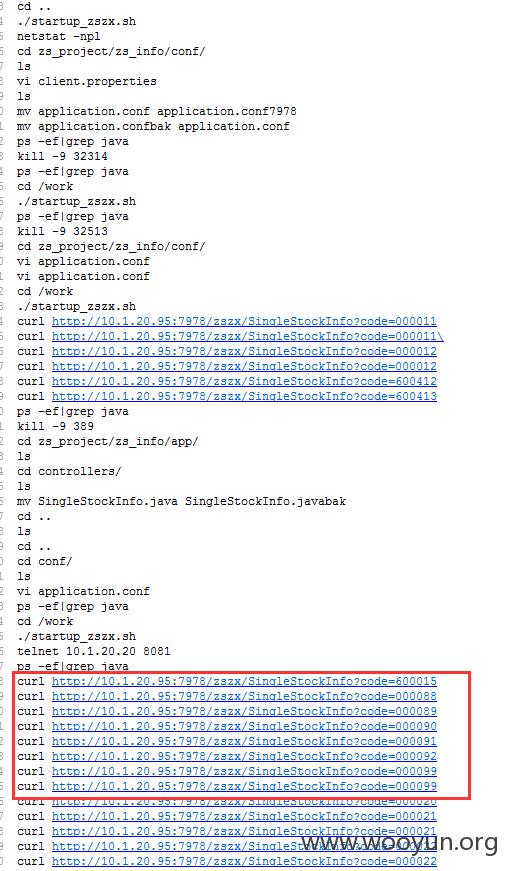 cd ..
./startup_zszx.sh
netstat -npl
cd zs_project/zs_info/conf/
ls
vi client.properties
ls
mv application.conf application.conf7978
mv application.confbak application.conf
ps -ef|grep java
kill -9 32314
ps -ef|grep java
cd /work
./startup_zszx.sh
ps -ef|grep java
kill -9 32513
cd zs_project/zs_info/conf/
vi application.conf
vi application.conf
cd /work
./startup_zszx.sh
curl http://10.1.20.95:7978/zszx/SingleStockInfo?code=000011
curl http://10.1.20.95:7978/zszx/SingleStockInfo?code=000011\
curl http://10.1.20.95:7978/zszx/SingleStockInfo?code=000012
curl http://10.1.20.95:7978/zszx/SingleStockInfo?code=000012
curl http://10.1.20.95:7978/zszx/SingleStockInfo?code=600412
curl http://10.1.20.95:7978/zszx/SingleStockInfo?code=600413
ps -ef|grep java
kill -9 389
cd zs_project/zs_info/app/
ls
cd controllers/
ls
mv SingleStockInfo.java SingleStockInfo.javabak
cd ..
ls
cd ..
cd conf/
ls
vi application.conf
ps -ef|grep java
cd /work
./startup_zszx.sh
telnet 10.1.20.20 8081
ps -ef|grep java
curl http://10.1.20.95:7978/zszx/SingleStockInfo?code=600015
curl http://10.1.20.95:7978/zszx/SingleStockInfo?code=000088
curl http://10.1.20.95:7978/zszx/SingleStockInfo?code=000089
curl http://10.1.20.95:7978/zszx/SingleStockInfo?code=000090
curl http://10.1.20.95:7978/zszx/SingleStockInfo?code=000091
curl http://10.1.20.95:7978/zszx/SingleStockInfo?code=000092
curl http://10.1.20.95:7978/zszx/SingleStockInfo?code=000099
curl http://10.1.20.95:7978/zszx/SingleStockInfo?code=000099
curl http://10.1.20.95:7978/zszx/SingleStockInfo?code=000020
curl http://10.1.20.95:7978/zszx/SingleStockInfo?code=000021
curl http://10.1.20.95:7978/zszx/SingleStockInfo?code=000021
curl
curl http://10.1.20.95:7978/zszx/SingleStockInfo?code=000022
www.wooyun.org